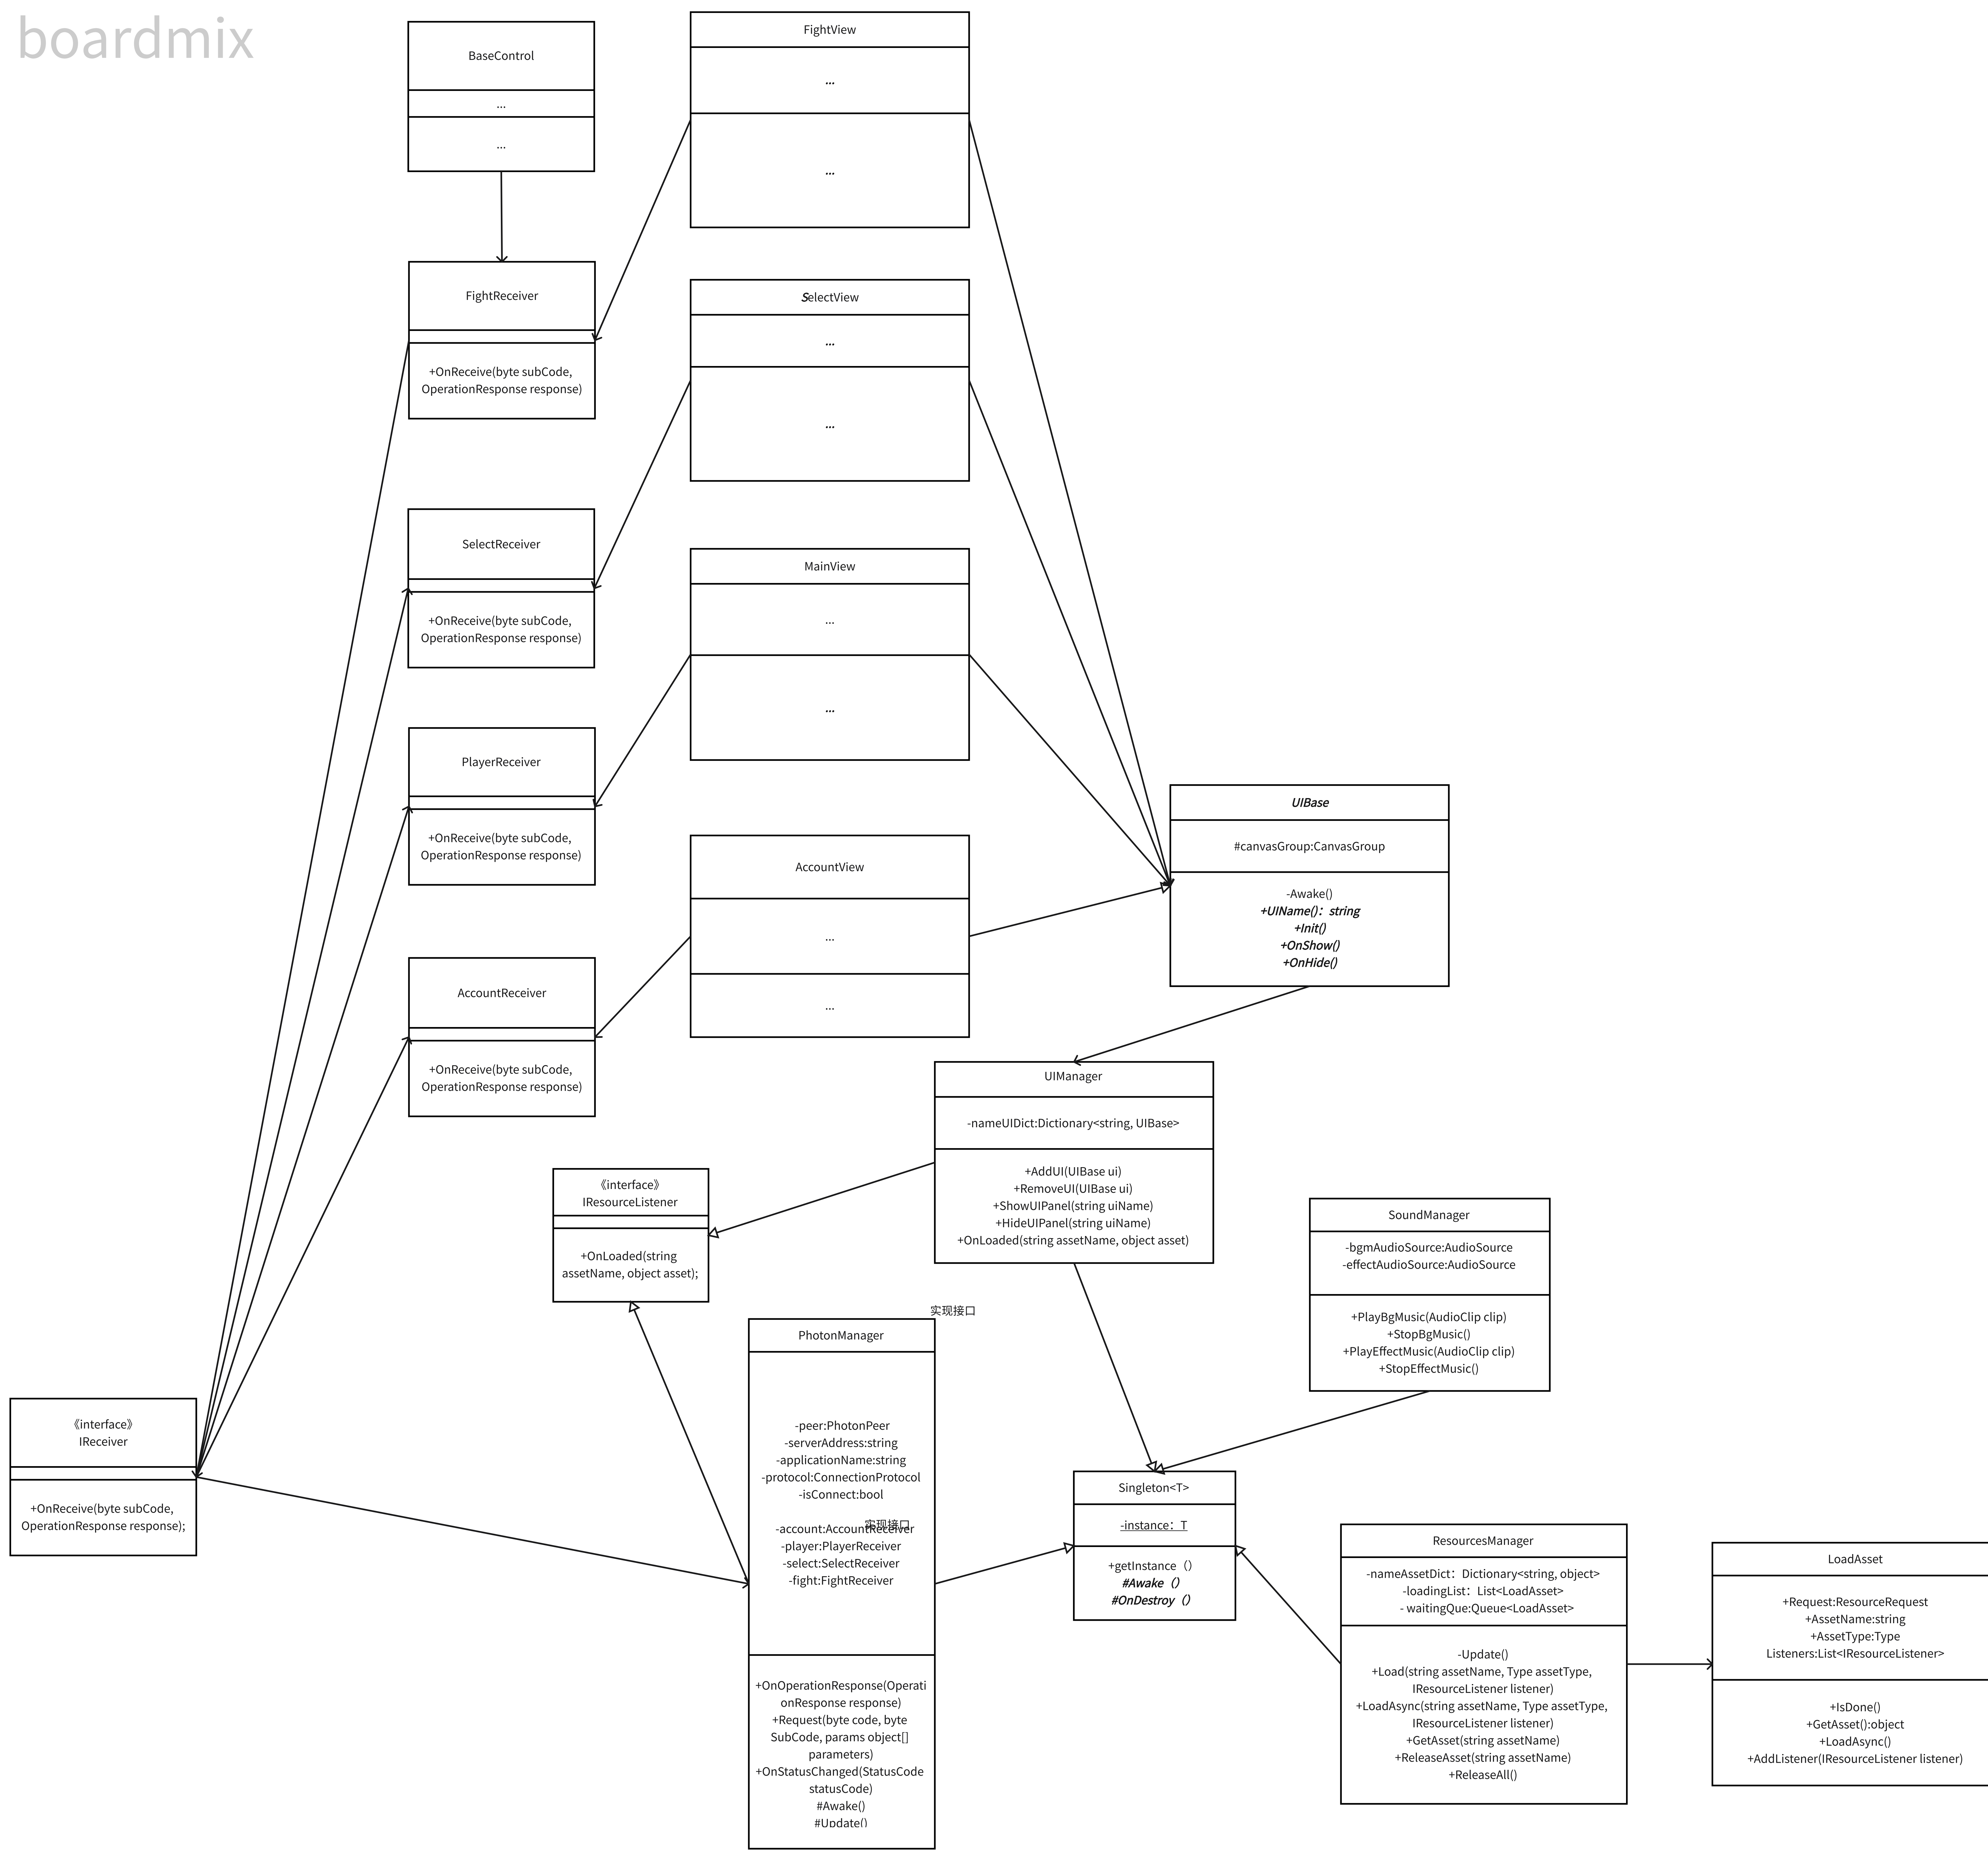 boardmix
BaseControl
...
...
FightView
...
...
FightReceiver
+OnReceive(byte subCode,
OperationResponse response)
SelectView
...
...
SelectReceiver
+OnReceive(byte subCode,
OperationResponse response)
MainView
...
...
PlayerReceiver
+OnReceive(byte subCode,
OperationResponse response)
AccountView
...
...
UIBase
#canvasGroup:CanvasGroup
-Awake()
+UIName()：string
+Init()
+OnShow()
+OnHide()
AccountReceiver
+OnReceive(byte subCode,
OperationResponse response)
UIManager
-nameUIDict:Dictionary<string, UIBase>
+AddUI(UIBase ui)
+RemoveUI(UIBase ui)
+ShowUIPanel(string uiName)
+HideUIPanel(string uiName)
+OnLoaded(string assetName, object asset)
《interface》
IResourceListener
+OnLoaded(string
assetName, object asset);
SoundManager
-bgmAudioSource:AudioSource
-effectAudioSource:AudioSource
+PlayBgMusic(AudioClip clip)
+StopBgMusic()
+PlayEffectMusic(AudioClip clip)
+StopEffectMusic()
实现接口
PhotonManager
-peer:PhotonPeer
-serverAddress:string
-applicationName:string
-protocol:ConnectionProtocol
-isConnect:bool
实现接口
-account:AccountReceiver
-player:PlayerReceiver
-select:SelectReceiver
-fight:FightReceiver
+OnOperationResponse(Operati
onResponse response)
+Request(byte code, byte
SubCode, params object[]
parameters)
+OnStatusChanged(StatusCode
statusCode)
#Awake()
#Update()
《interface》
IReceiver
+OnReceive(byte subCode,
OperationResponse response);
Singleton<T>
-instance：T
+getInstance（）
#Awake（）
#OnDestroy（）
ResourcesManager
-nameAssetDict：Dictionary<string, object>
-loadingList：List<LoadAsset>
- waitingQue:Queue<LoadAsset>
-Update()
+Load(string assetName, Type assetType,
IResourceListener listener)
+LoadAsync(string assetName, Type assetType,
IResourceListener listener)
+GetAsset(string assetName)
+ReleaseAsset(string assetName)
+ReleaseAll()
LoadAsset
+Request:ResourceRequest
+AssetName:string
+AssetType:Type
Listeners:List<IResourceListener>
+IsDone()
+GetAsset():object
+LoadAsync()
+AddListener(IResourceListener listener)